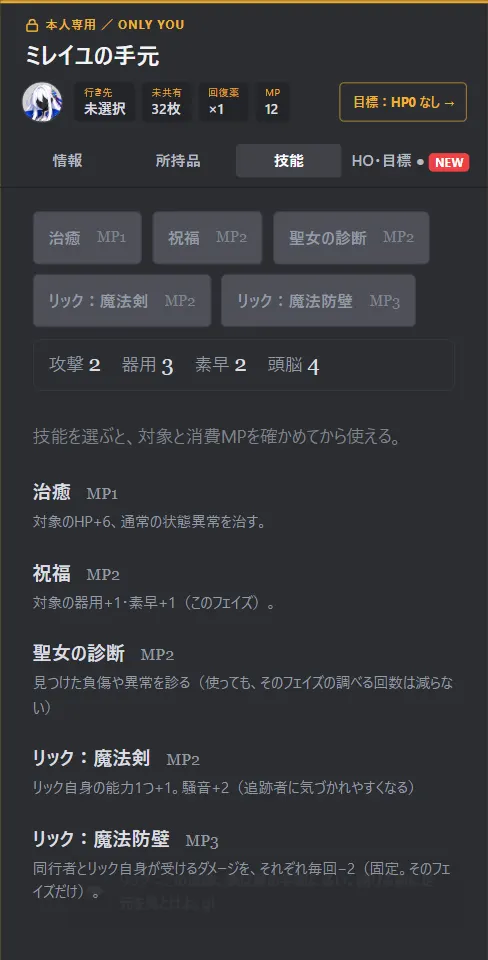 本人専用 / ONLY YOU
ミレイユの手元
行き先 未共有 回復薬 MP
未選択 32枚 ×1 12
目標：HP0 なし →
情報 所持品 技能 HO・目標 NEW
治癒 MP1 祝福 MP2 聖女の診断 MP2
リック：魔法剣 MP2 リック：魔法防壁 MP3
攻撃 2 器用 3 素早 2 頭脳 4
技能を選ぶと、対象と消費MPを確かめてから使える。
治癒 MP1
対象のHP+6、通常の状態異常を治す。
祝福 MP2
対象の器用+1・素早+1（このフェイズ）。
聖女の診断 MP2
見つけた負傷や異常を診る（使っても、そのフェイズの調べる回数は減らな
い）
リック：魔法剣 MP2
リック自身の能力1つ+1。騒音+2（追跡者に気づかれやすくなる）
リック：魔法防壁 MP3
同行者とリック自身が受けるダメージを、それぞれ毎回−2（固定。そのフェ
イズだけ）。